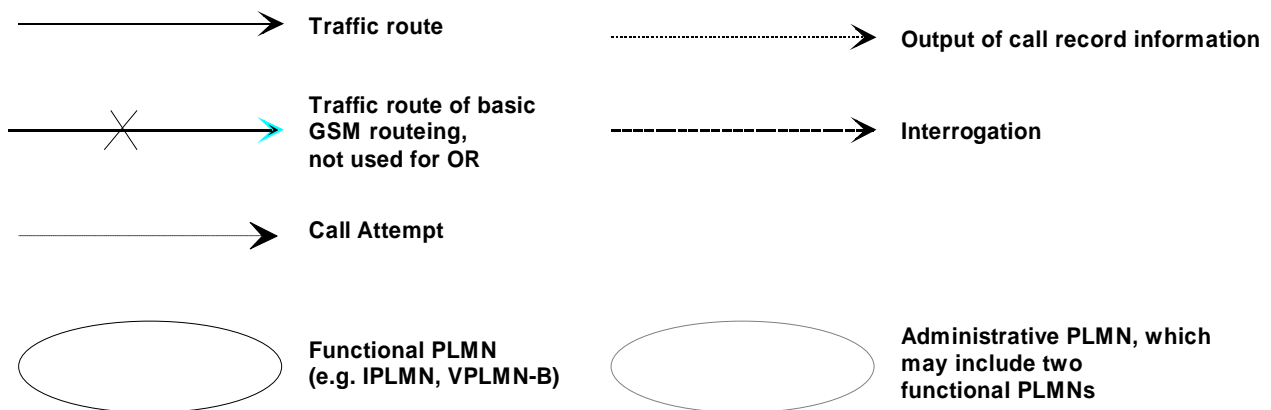 Traffic route
Output of call record information
Traffic route of basic
GSM routeing,
not used for OR
Interrogation
Call Attempt
Functional PLMN
(e.g. IPLMN, VPLMN-B)
Administrative PLMN, which
may include two
functional PLMNs